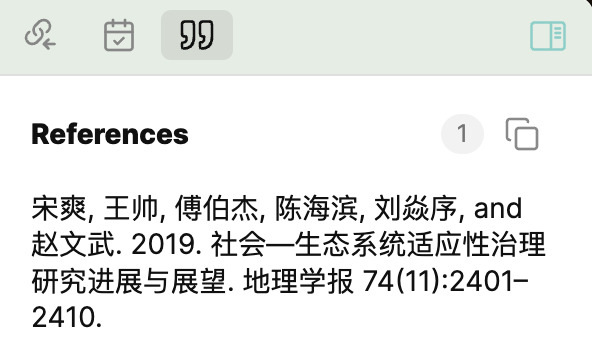 References
1
宋爽, 王帅, 傅伯杰, 陈海滨, 刘焱序, and
赵文武. 2019. 社会—生态系统适应性治理
研究进展与展望. 地理学报 74(11):2401–
2410.